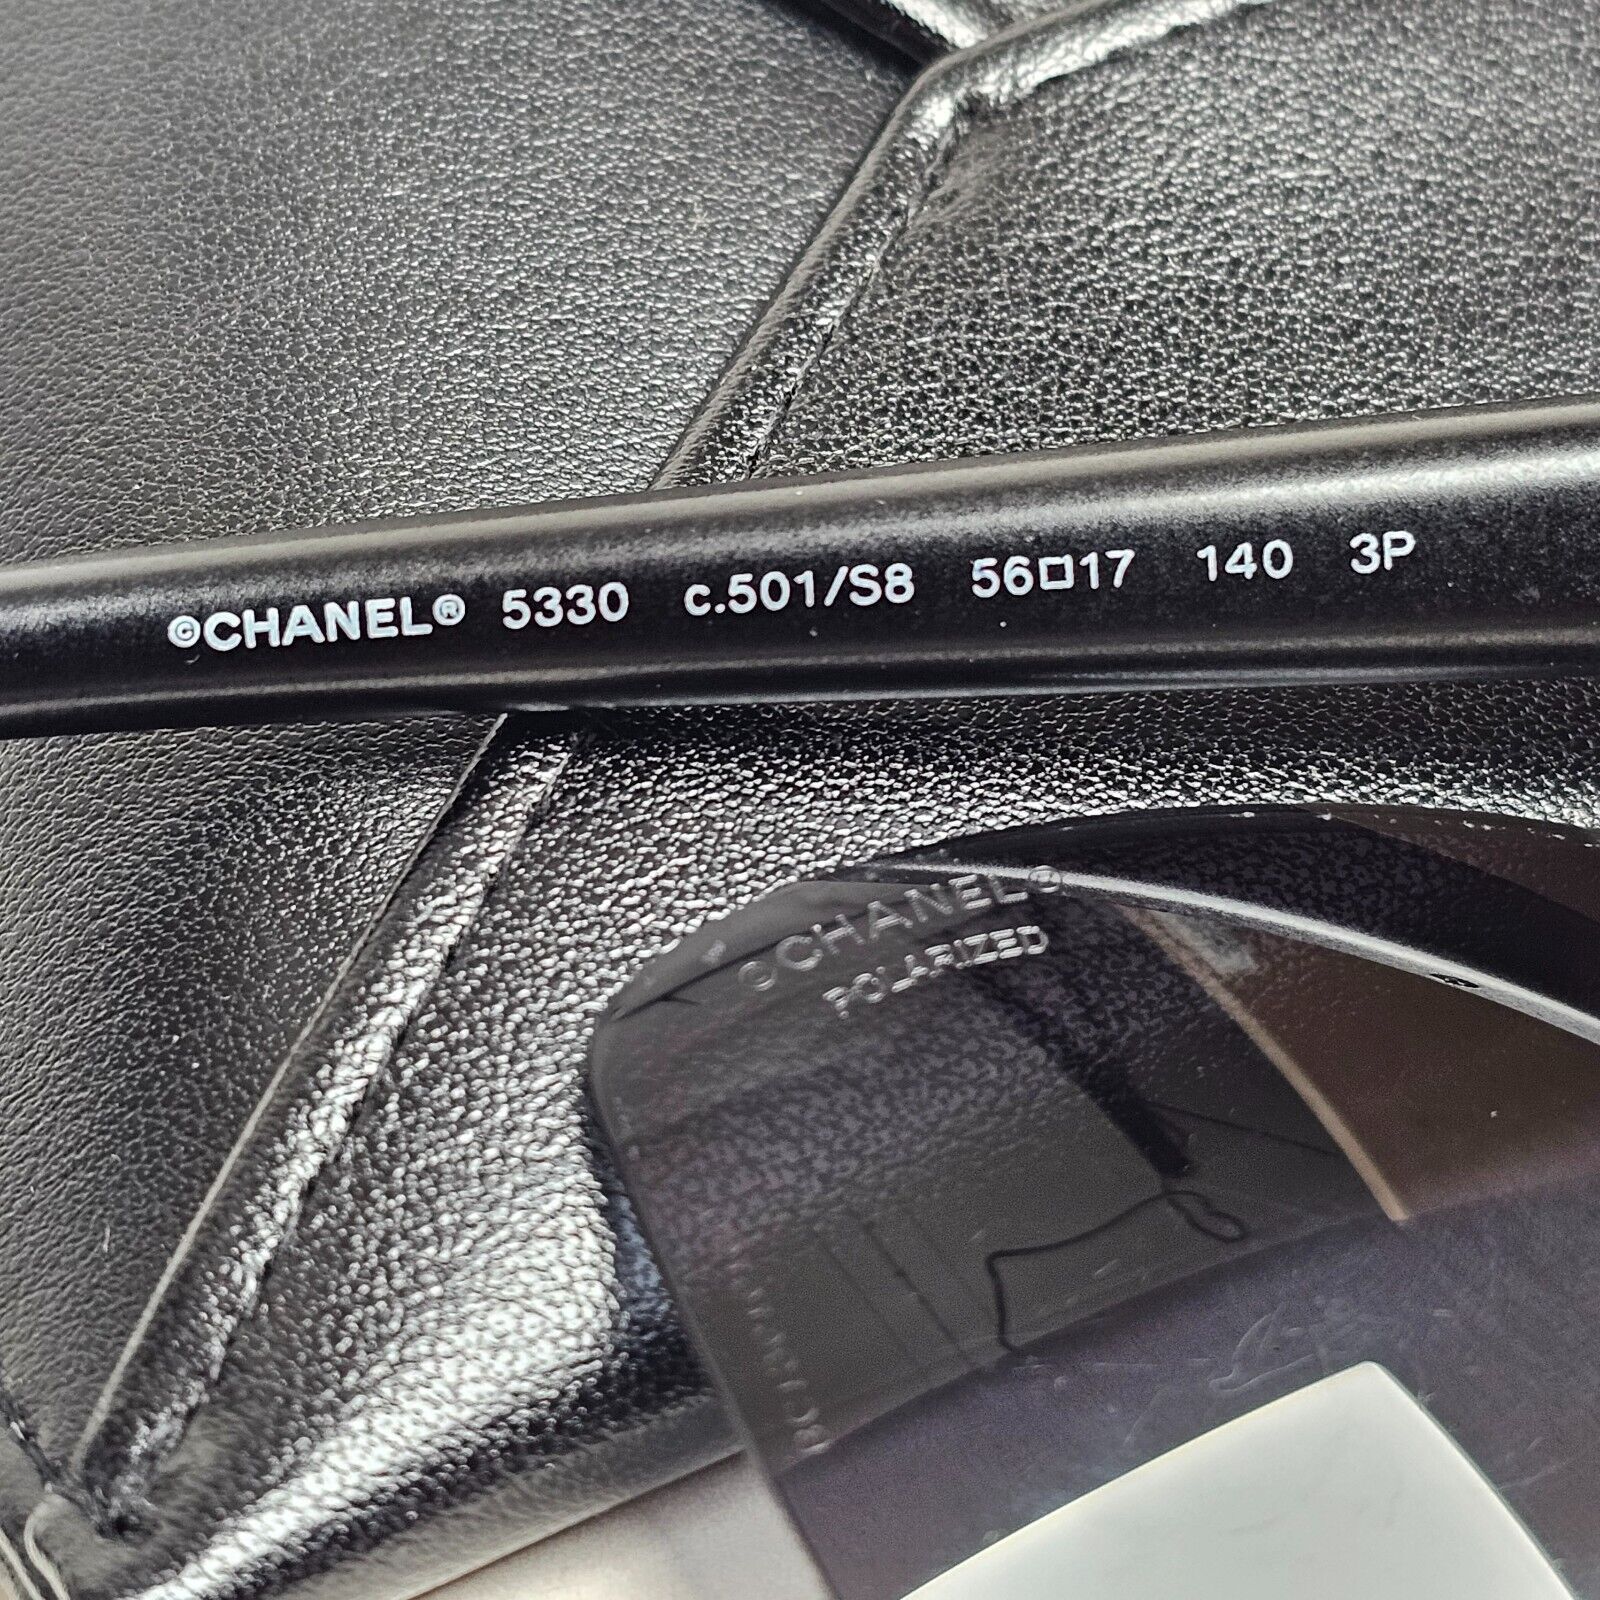 ©CHANEL® 5330 c.501/S8 56□17 140 3P
©CHANEL®
POLARIZED